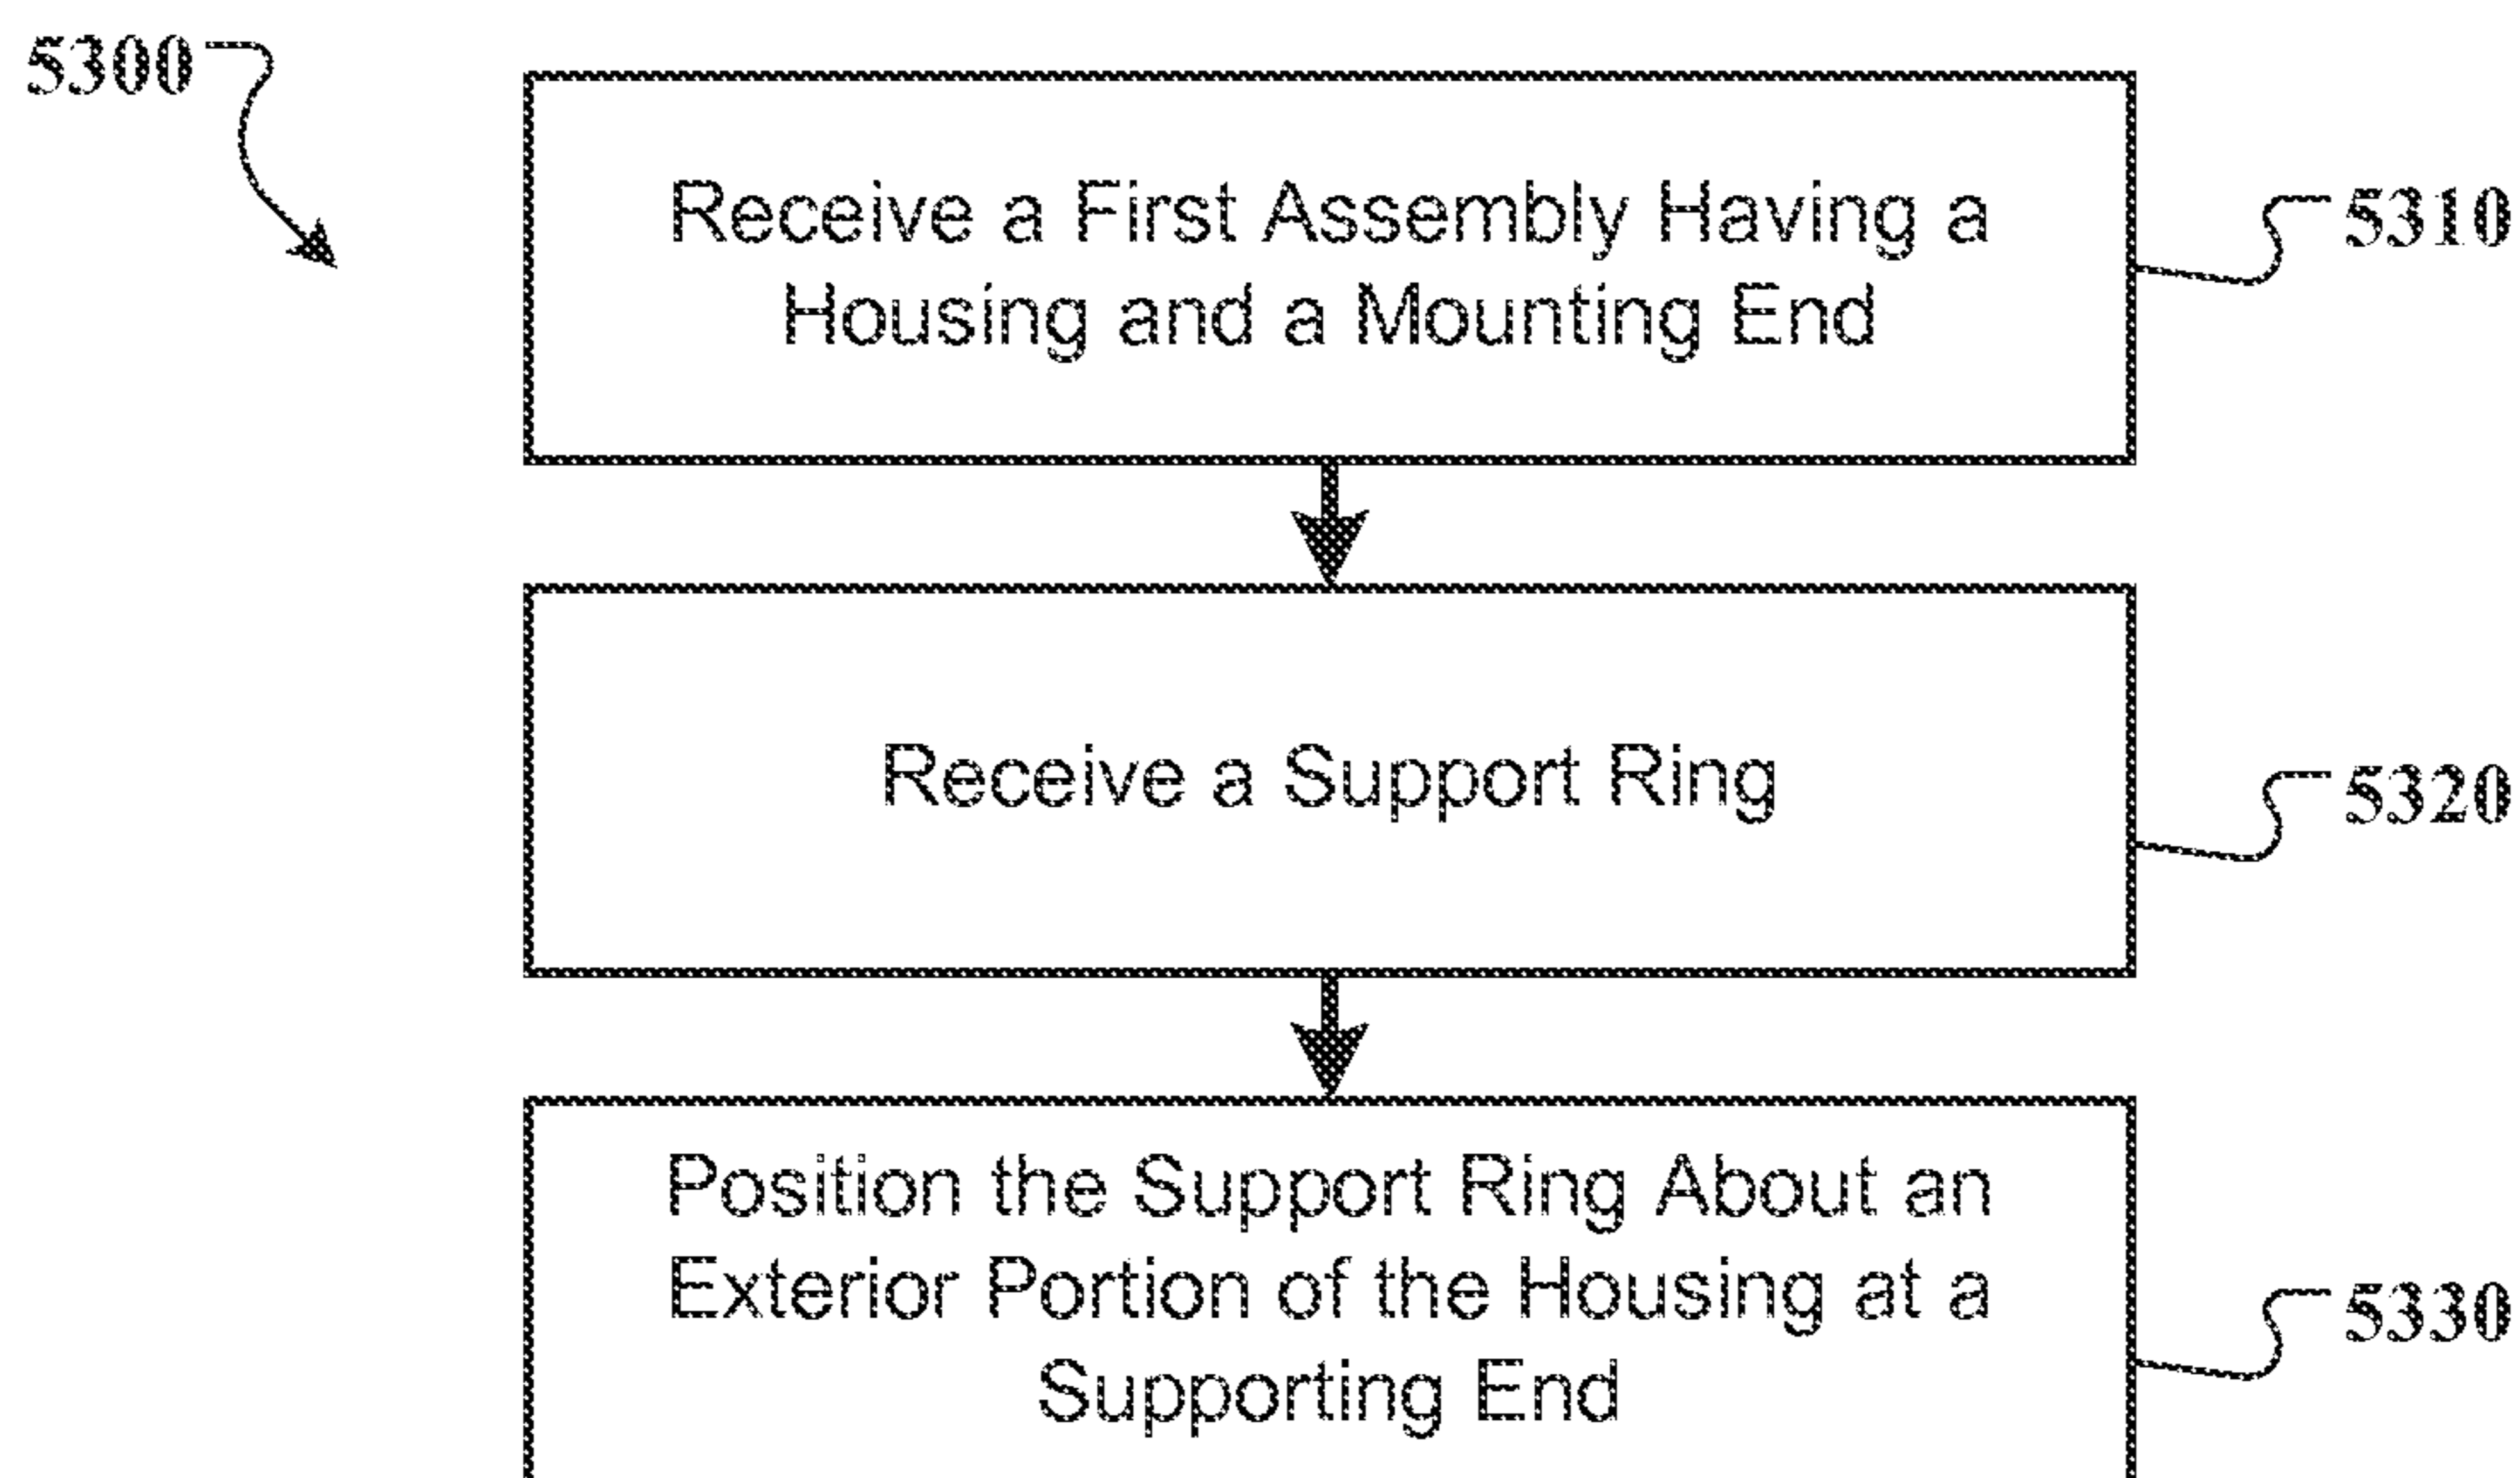 5300
Receive a First Assembly Having a
Housing and a Mounting End
5310
Receive a Support Ring
5320
Position the Support Ring About an
Exterior Portion of the Housing at a
Supporting End
5330